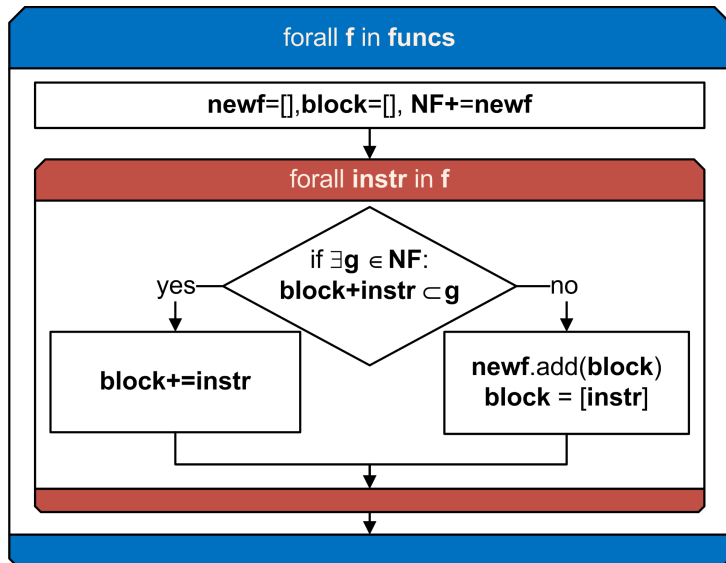 forall f in funcs
newf=[],block=[], NF+=newf
forall instr in f
if ∃g ∈ NF:
block+instr ⊂ g
yes
no
block+=instr
newf.add(block)
block = [instr]